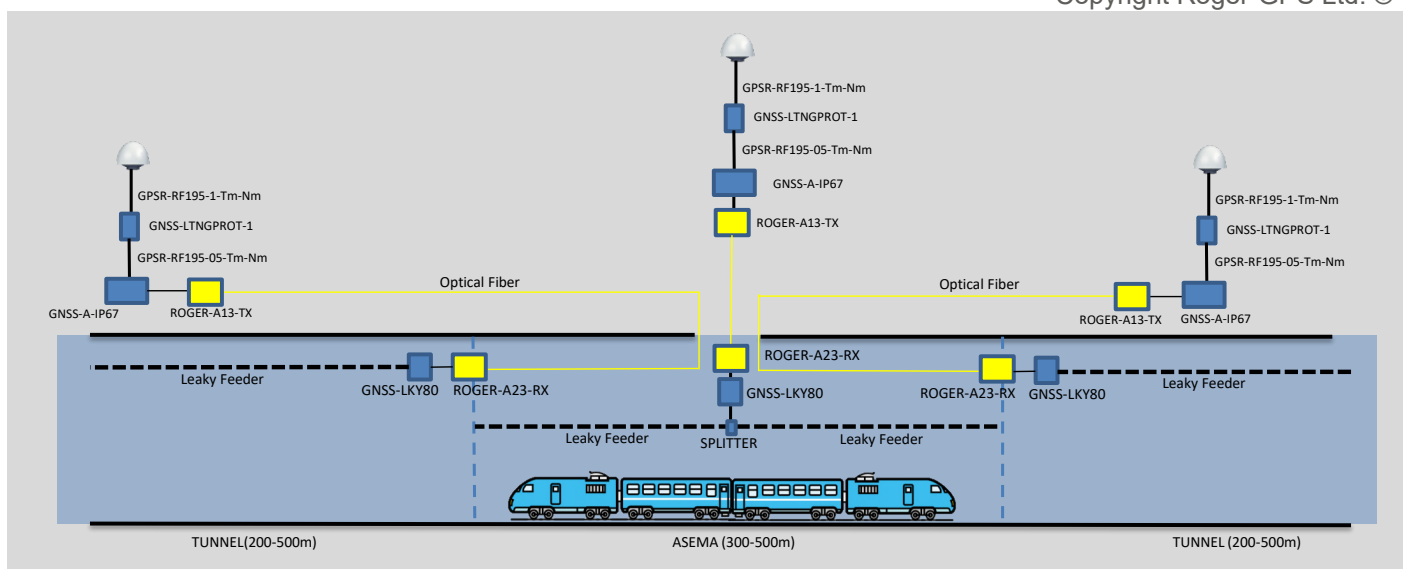 Copyright Roger-GPS Ltd. ©
GPSR-RF195-1-Tm-Nm
GNSS-LTNGPROT-1
GPSR-RF195-05-Tm-Nm
GNSS-A-IP67
ROGER-A13-TX
GPSR-RF195-1-Tm-Nm
GNSS-LTNGPROT-1
GPSR-RF195-05-Tm-Nm
GNSS-A-IP67
ROGER-A13-TX
Optical Fiber
GPSR-RF195-1-Tm-Nm
GNSS-LTNGPROT-1
GPSR-RF195-05-Tm-Nm
Optical Fiber
ROGER-A13-TX
GNSS-A-IP67
Leaky Feeder
GNSS-LKY80
ROGER-A23-RX
ROGER-A23-RX
GNSS-LKY80
Leaky Feeder
SPLITTER
Leaky Feeder
ROGER-A23-RX
GNSS-LKY80
Leaky Feeder
TUNNEL(200-500m)
ASEMA (300-500m)
TUNNEL (200-500m)